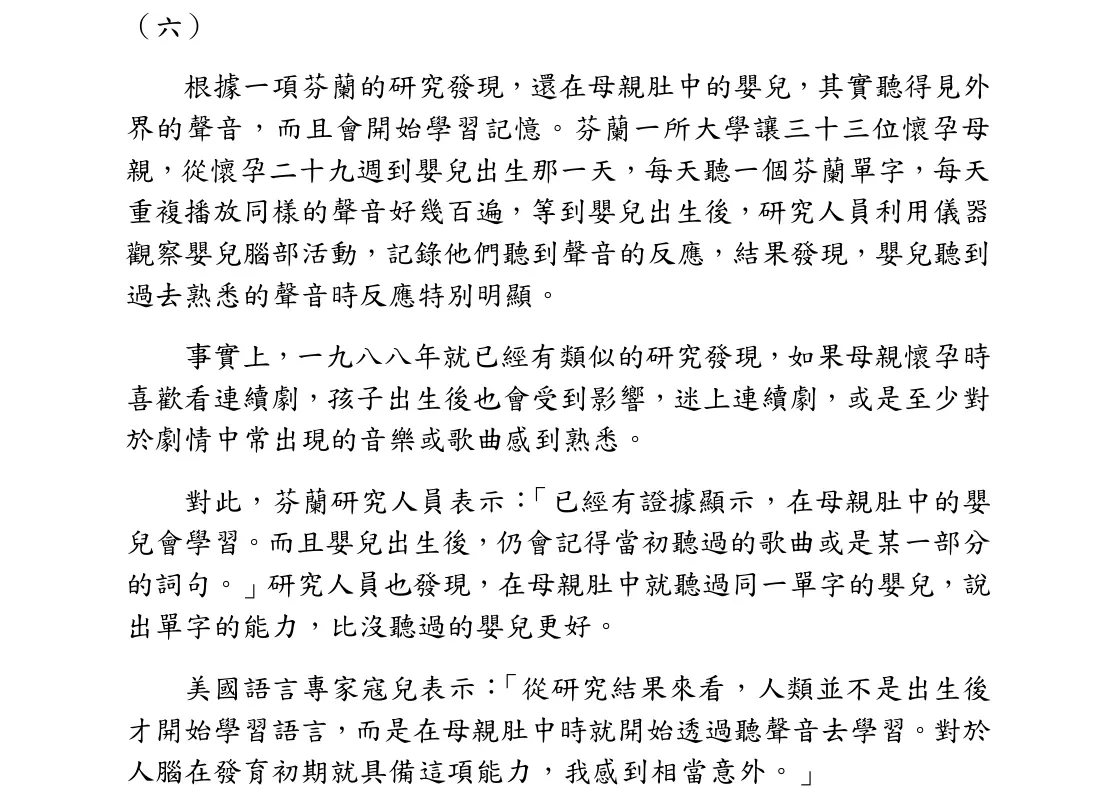 （六）
根據一項芬蘭的研究發現，還在母親肚中的嬰兒，其實聽得見外
界的聲音，而且會開始學習記憶。芬蘭一所大學讓三十三位懷孕母
親，從懷孕二十九週到嬰兒出生那一天，每天聽一個芬蘭單字，每天
重複播放同樣的聲音好幾百遍，等到嬰兒出生後，研究人員利用儀器
觀察嬰兒腦部活動，記錄他們聽到聲音的反應，結果發現，嬰兒聽到
過去熟悉的聲音時反應特別明顯。
事實上，一九八八年就已經有類似的研究發現，如果母親懷孕時
喜歡看連續劇，孩子出生後也會受到影響，迷上連續劇，或是至少對
於劇情中常出現的音樂或歌曲感到熟悉。
對此，芬蘭研究人員表示：「已經有證據顯示，在母親肚中的嬰
兒會學習。而且嬰兒出生後，仍會記得當初聽過的歌曲或是某一部分
的詞句。」研究人員也發現，在母親肚中就聽過同一單字的嬰兒，說
出單字的能力，比沒聽過的嬰兒更好。
美國語言專家寇兒表示：「從研究結果來看，人類並不是出生後
才開始學習語言，而是在母親肚中時就開始透過聽聲音去學習。對於
人腦在發育初期就具備這項能力，我感到相當意外。」